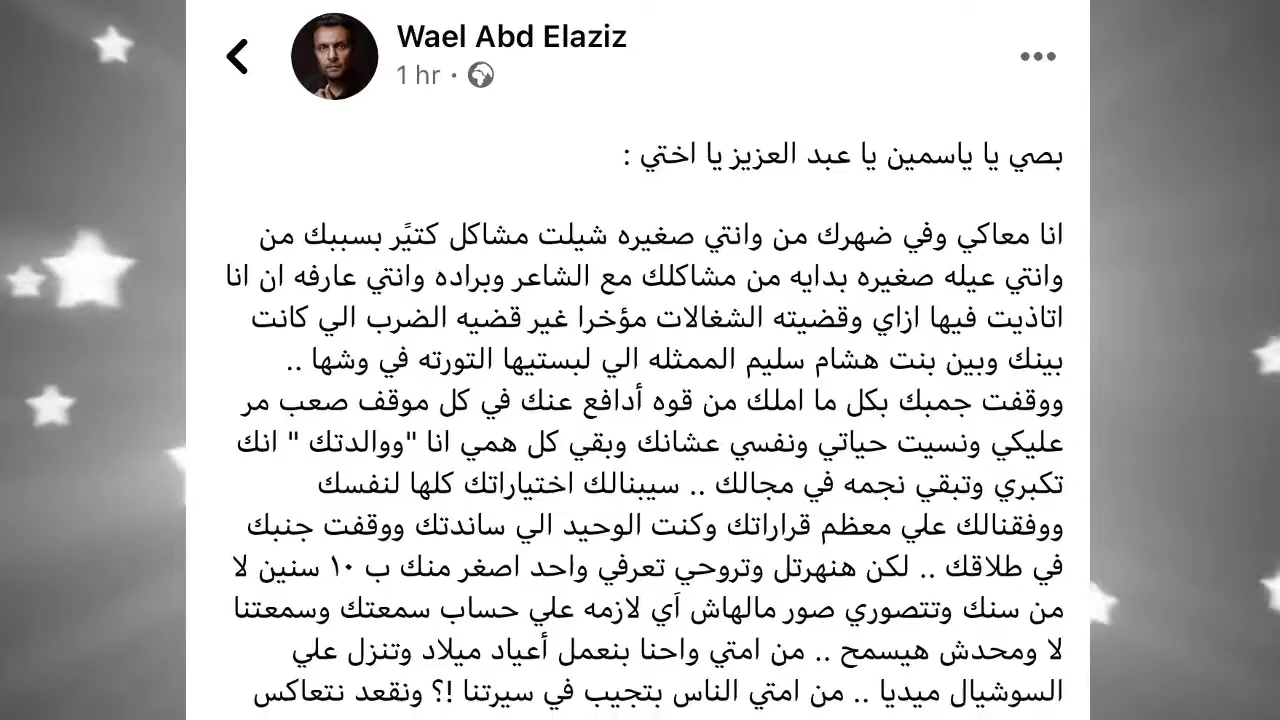 Wael Abd Elaziz
1 hr ·
بصي يا ياسمين يا عبد العزيز يا اختي :
انا معاكي وفي ضهرك من وانتي صغيره شيلت مشاكل كتيًر بسببك من
وانتي عيله صغيره بدايه من مشاكلك مع الشاعر وبراده وانتي عارفه ان انا
اتاذيت فيها ازاي وقضيته الشغالات مؤخرا غير قضيه الضرب الي كانت
بينك وبين بنت هشام سليم الممثله الي لبستيها التورته في وشها ..
ووقفت جمبك بكل ما املك من قوه أدافع عنك في كل موقف صعب مر
عليكي ونسيت حياتي ونفسي عشانك وبقي كل همي انا "ووالدتك " انك
تكبري وتبقي نجمه في مجالك .. سيبنالك اختياراتك كلها لنفسك
ووفقنالك علي معظم قراراتك وكنت الوحيد الي ساندتك ووقفت جنبك
في طلاقك .. لكن هنهرتل وتروحي تعرفي واحد اصغر منك ب ١٠ سنين لا
من سنك وتتصوري صور مالهاش اَي لازمه علي حساب سمعتك وسمعتنا
لا ومحدش هيسمح .. من امتي واحنا بنعمل أعياد ميلاد وتنزل علي
السوشيال ميديا .. من امتي الناس بتجيب في سيرتنا !؟ ونقعد نتعاكس